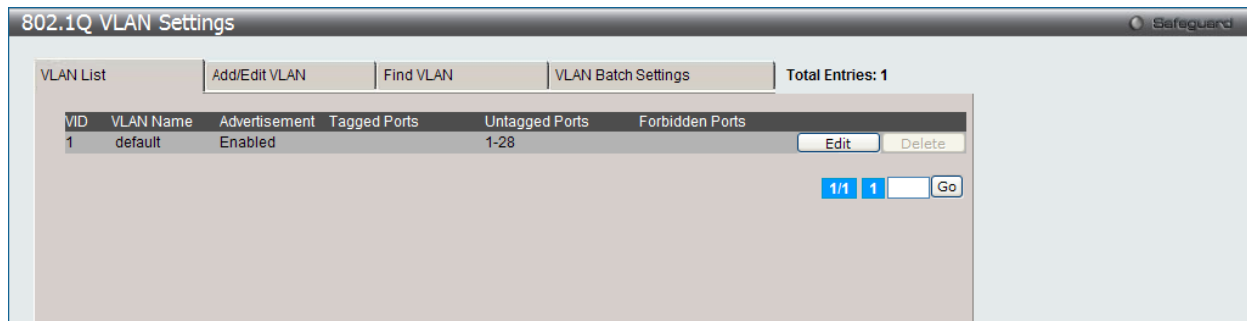 802.1Q VLAN Settings
Safeguard
VLAN List Add/Edit VLAN Find VLAN VLAN Batch Settings Total Entries: 1
VID VLAN Name Advertisement Tagged Ports Untagged Ports Forbidden Ports
1 default Enabled 1-28 Edit Delete
1/1 1 Go